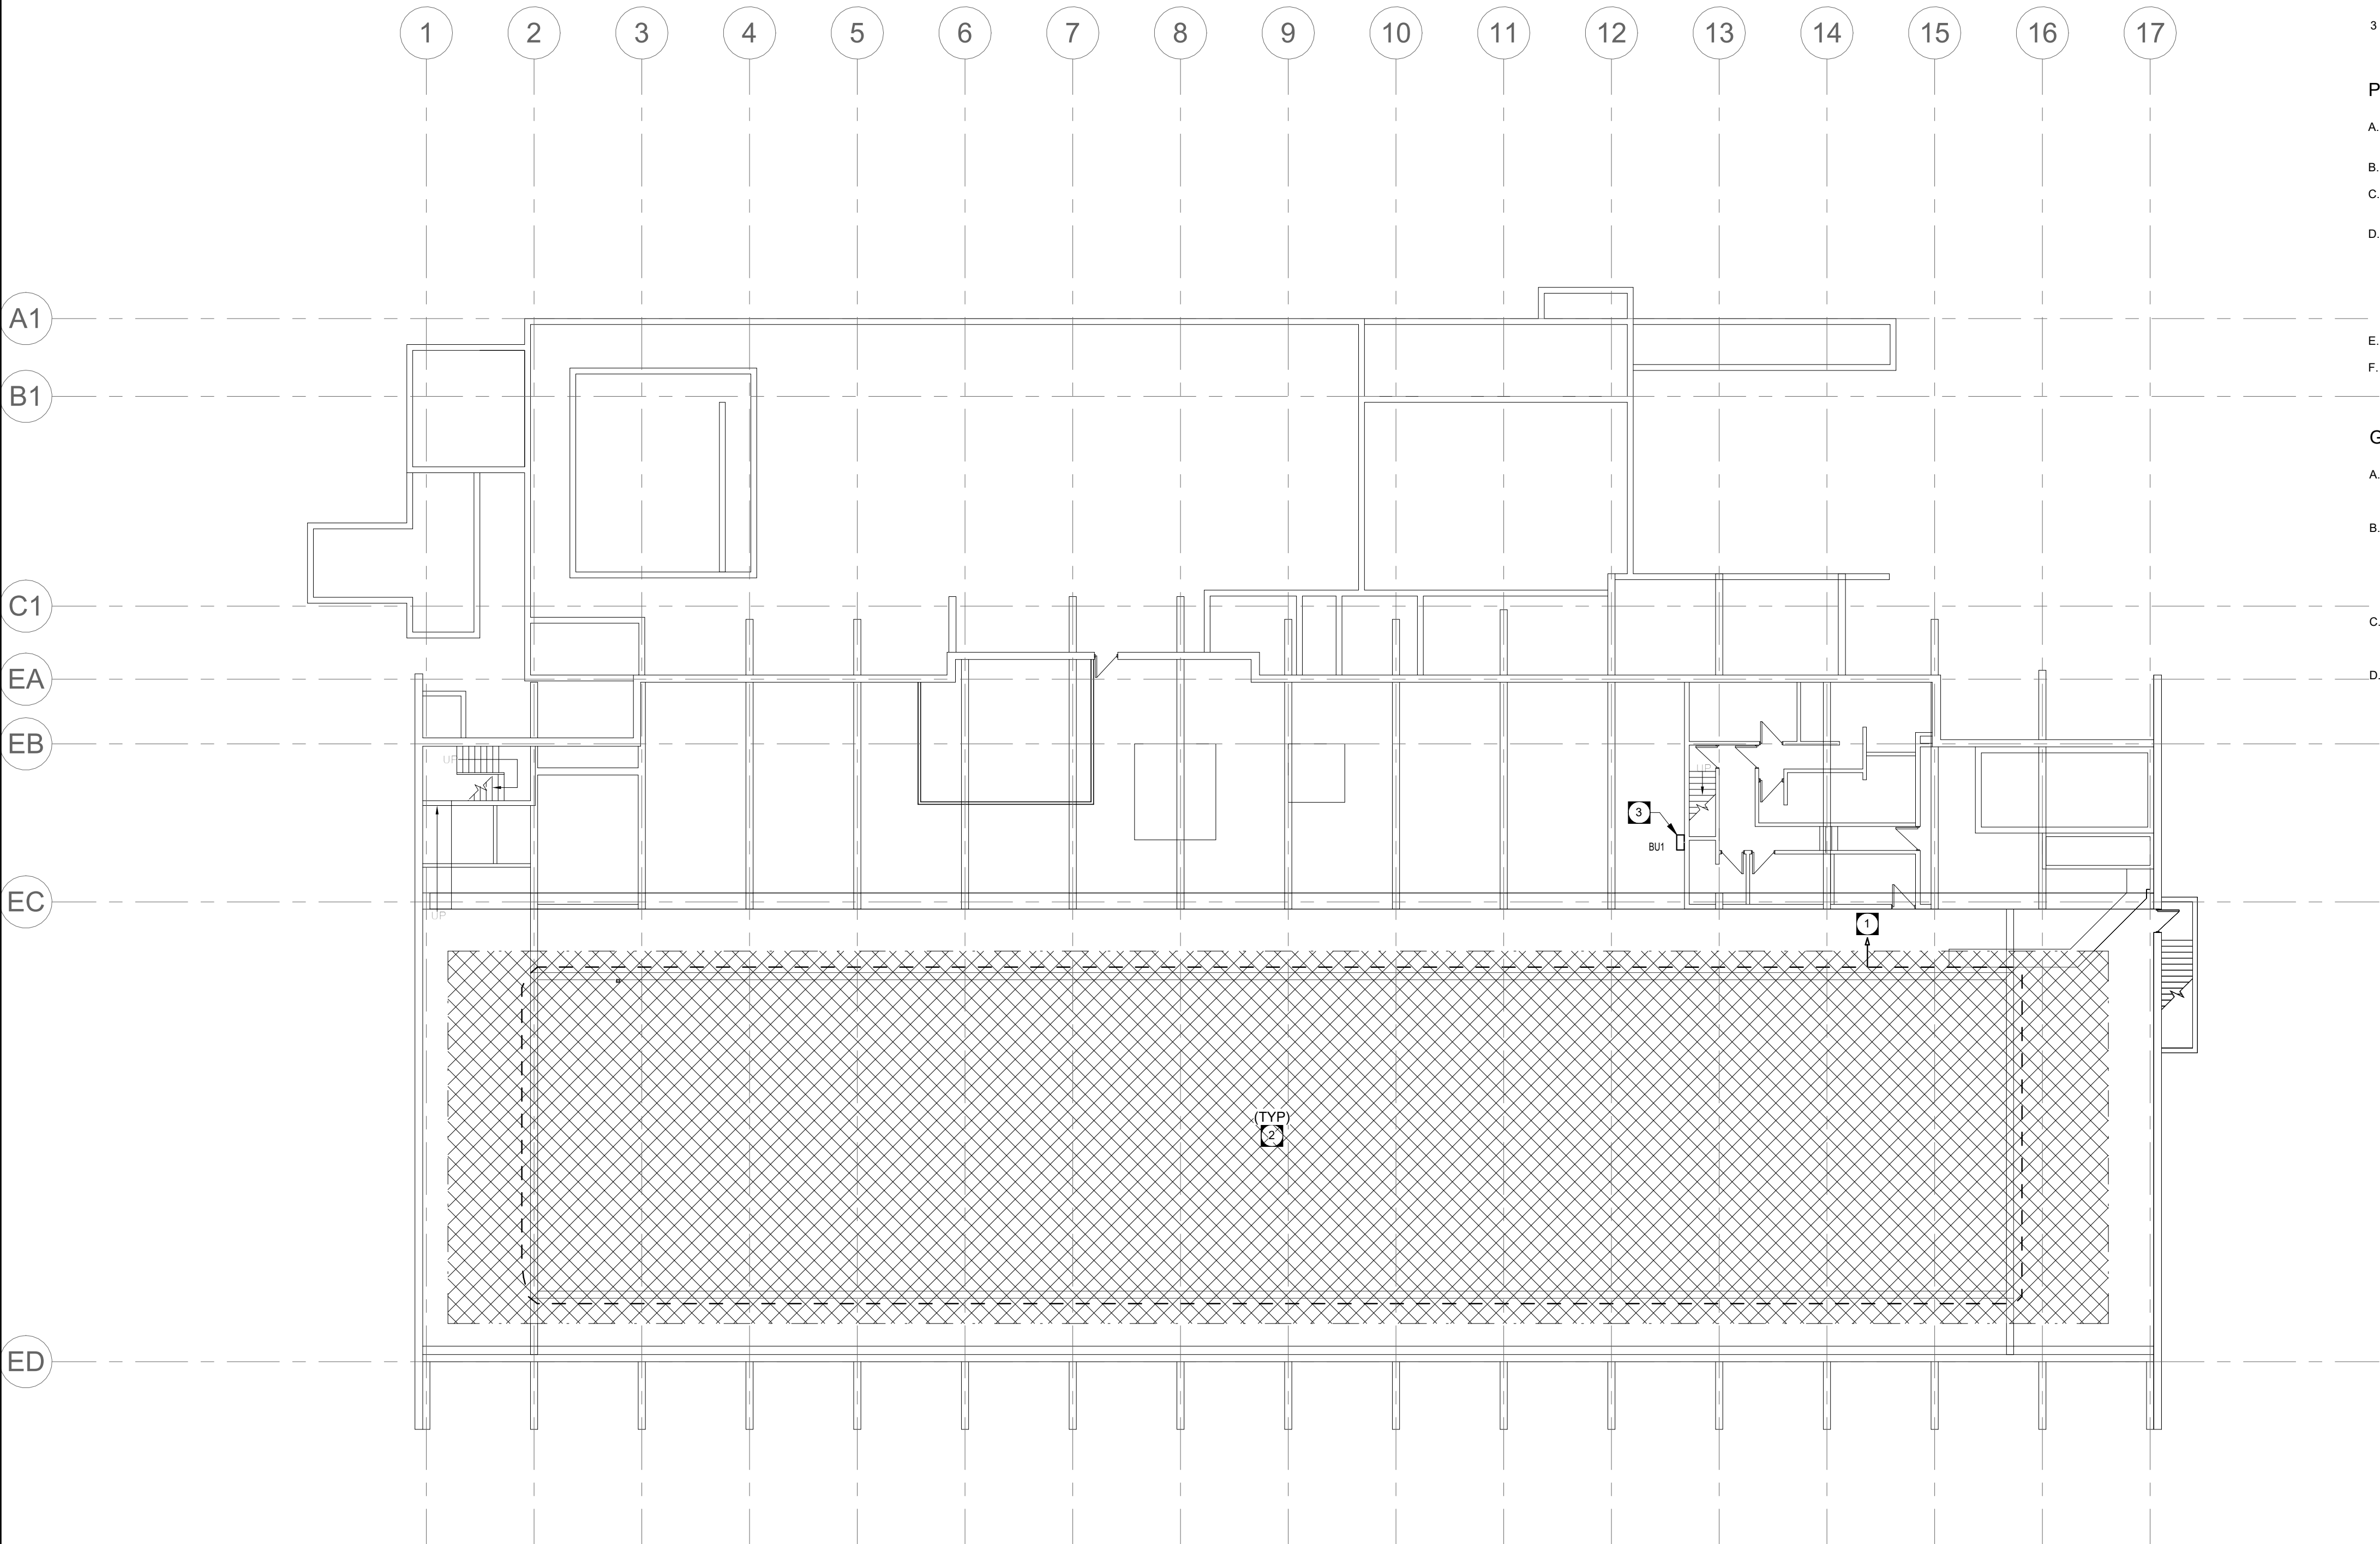 1 2 3 4 5 6 7 8 9 10 11 12 13 14 15 16 17
3
P
A.
B.
C.
D.
A1
E.
F.
B1
G
A.
B.
C1
C.
EA
D.
EB
UP
UP
3
BU1
EC
UP
1
(TYP)
2
ED